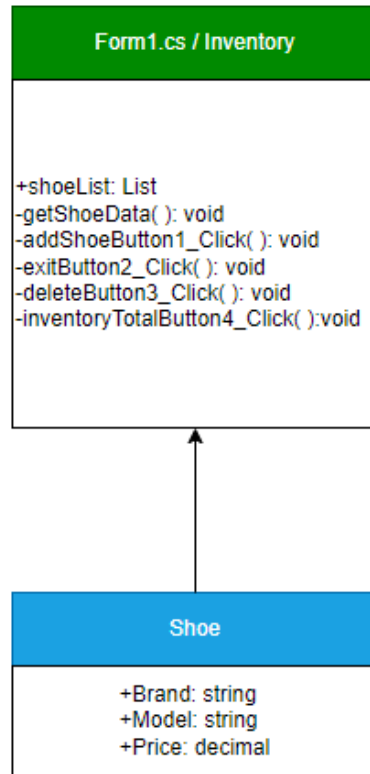 Form1.cs / Inventory
+shoeList: List
-getShoeData( ): void
-addShoeButton1_Click( ): void
-exitButton2_Click( ): void
-deleteButton3_Click( ): void
-inventoryTotalButton4_Click( ):void
Shoe
+Brand: string
+Model: string
+Price: decimal